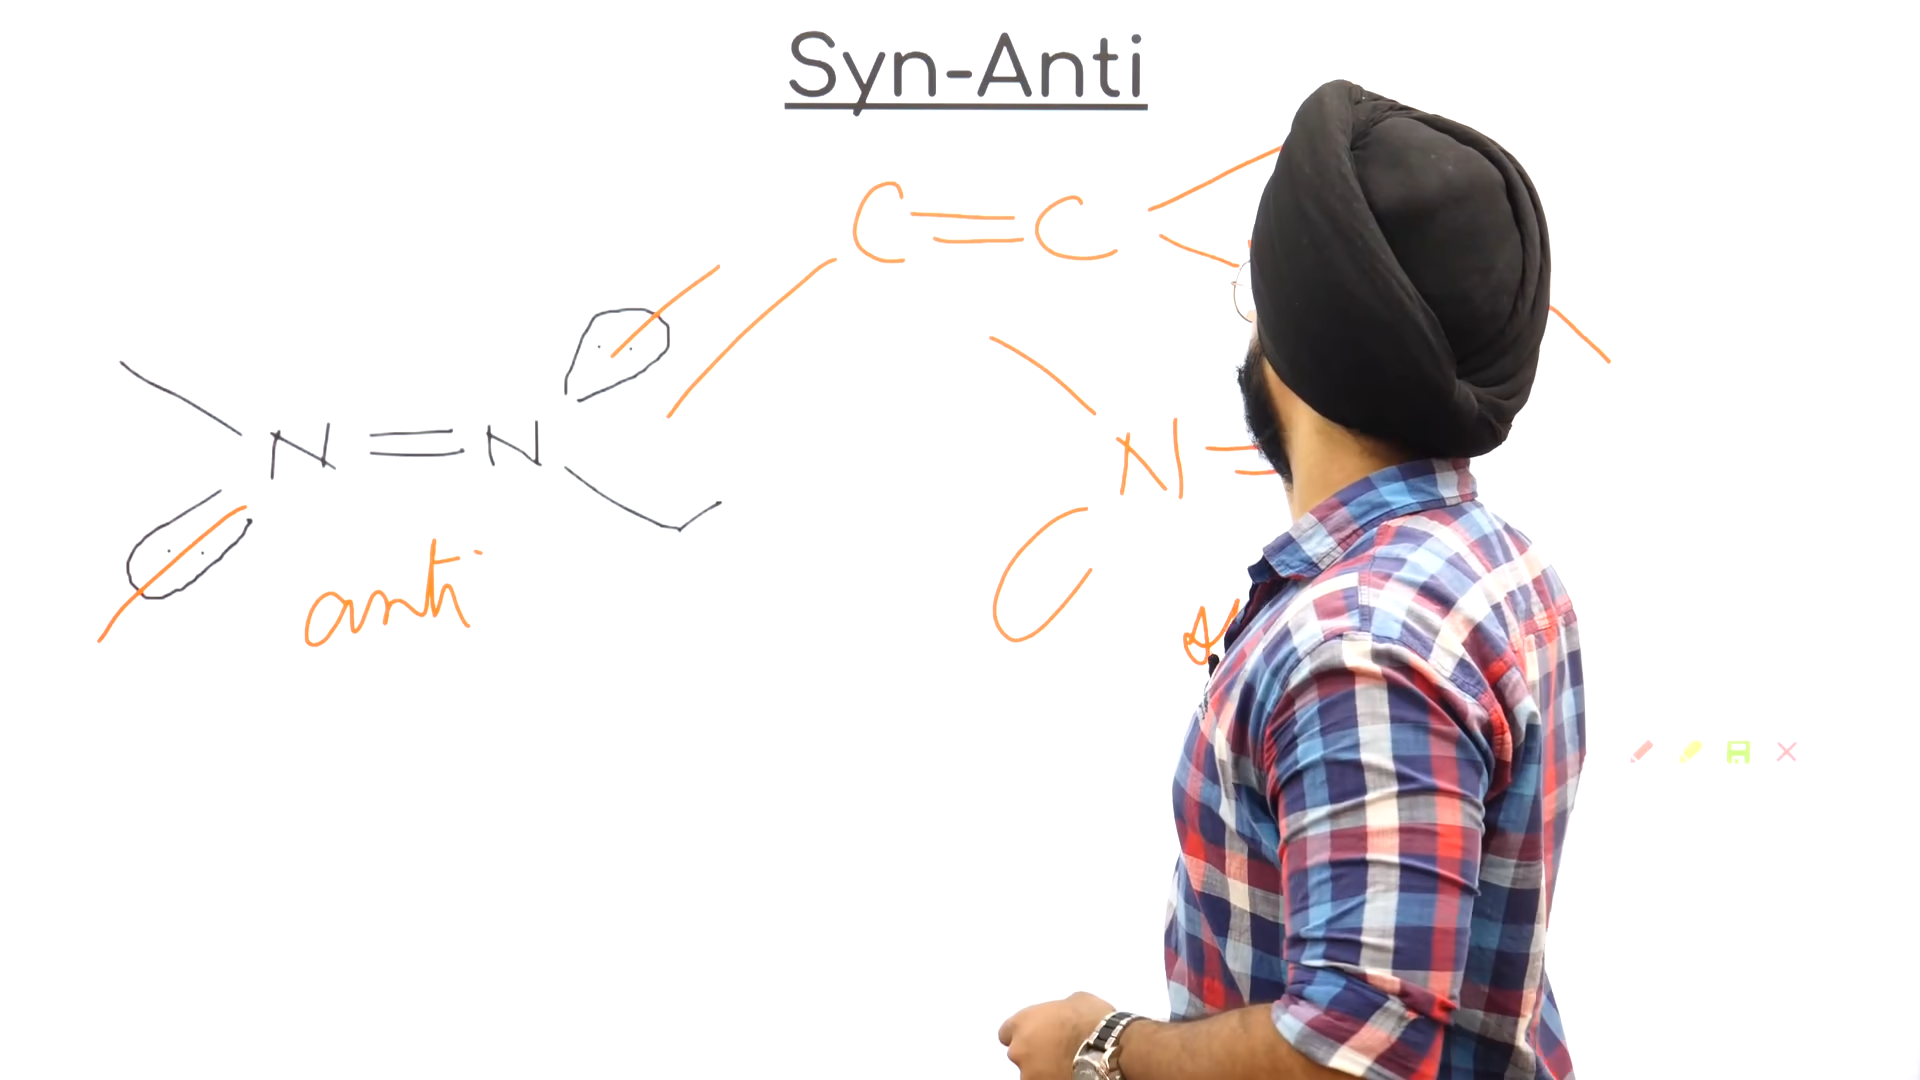 Syn-Anti
C=C
N=N
N=
anti